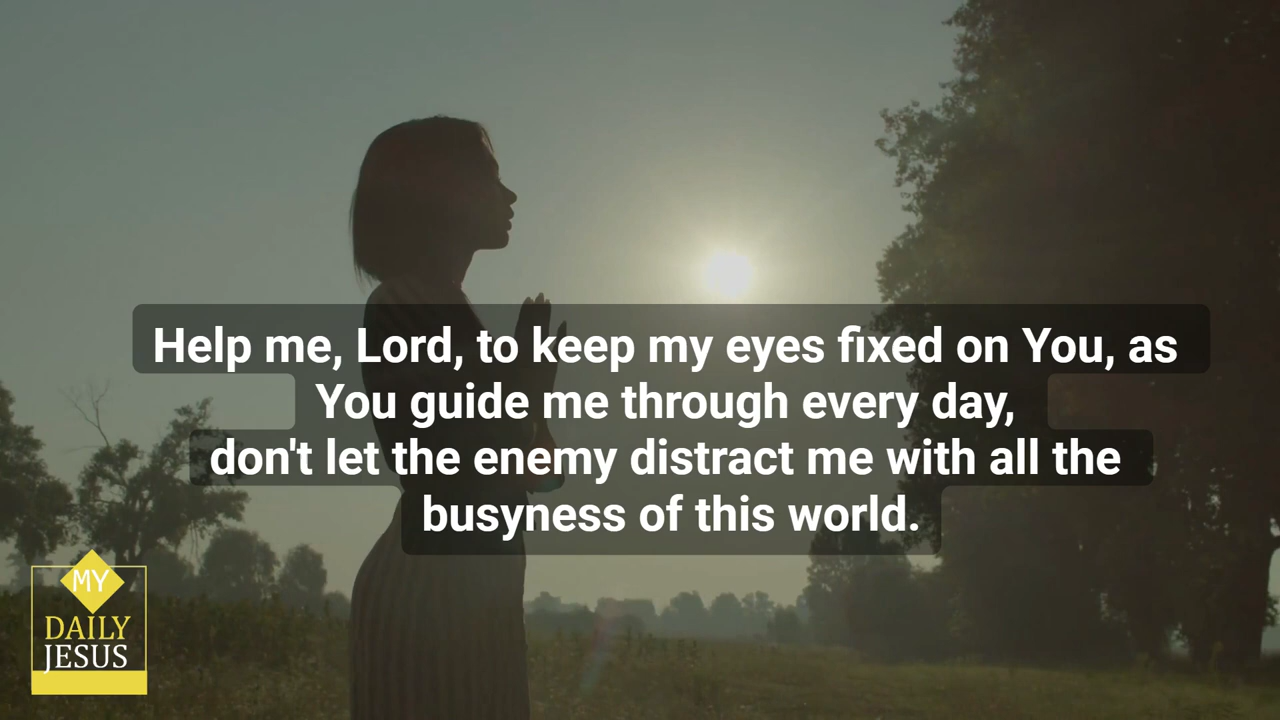 Help me, Lord, to keep my eyes fixed on You, as
You guide me through every day,
don't let the enemy distract me with all the
busyness of this world.
MY
DAILY
JESUS